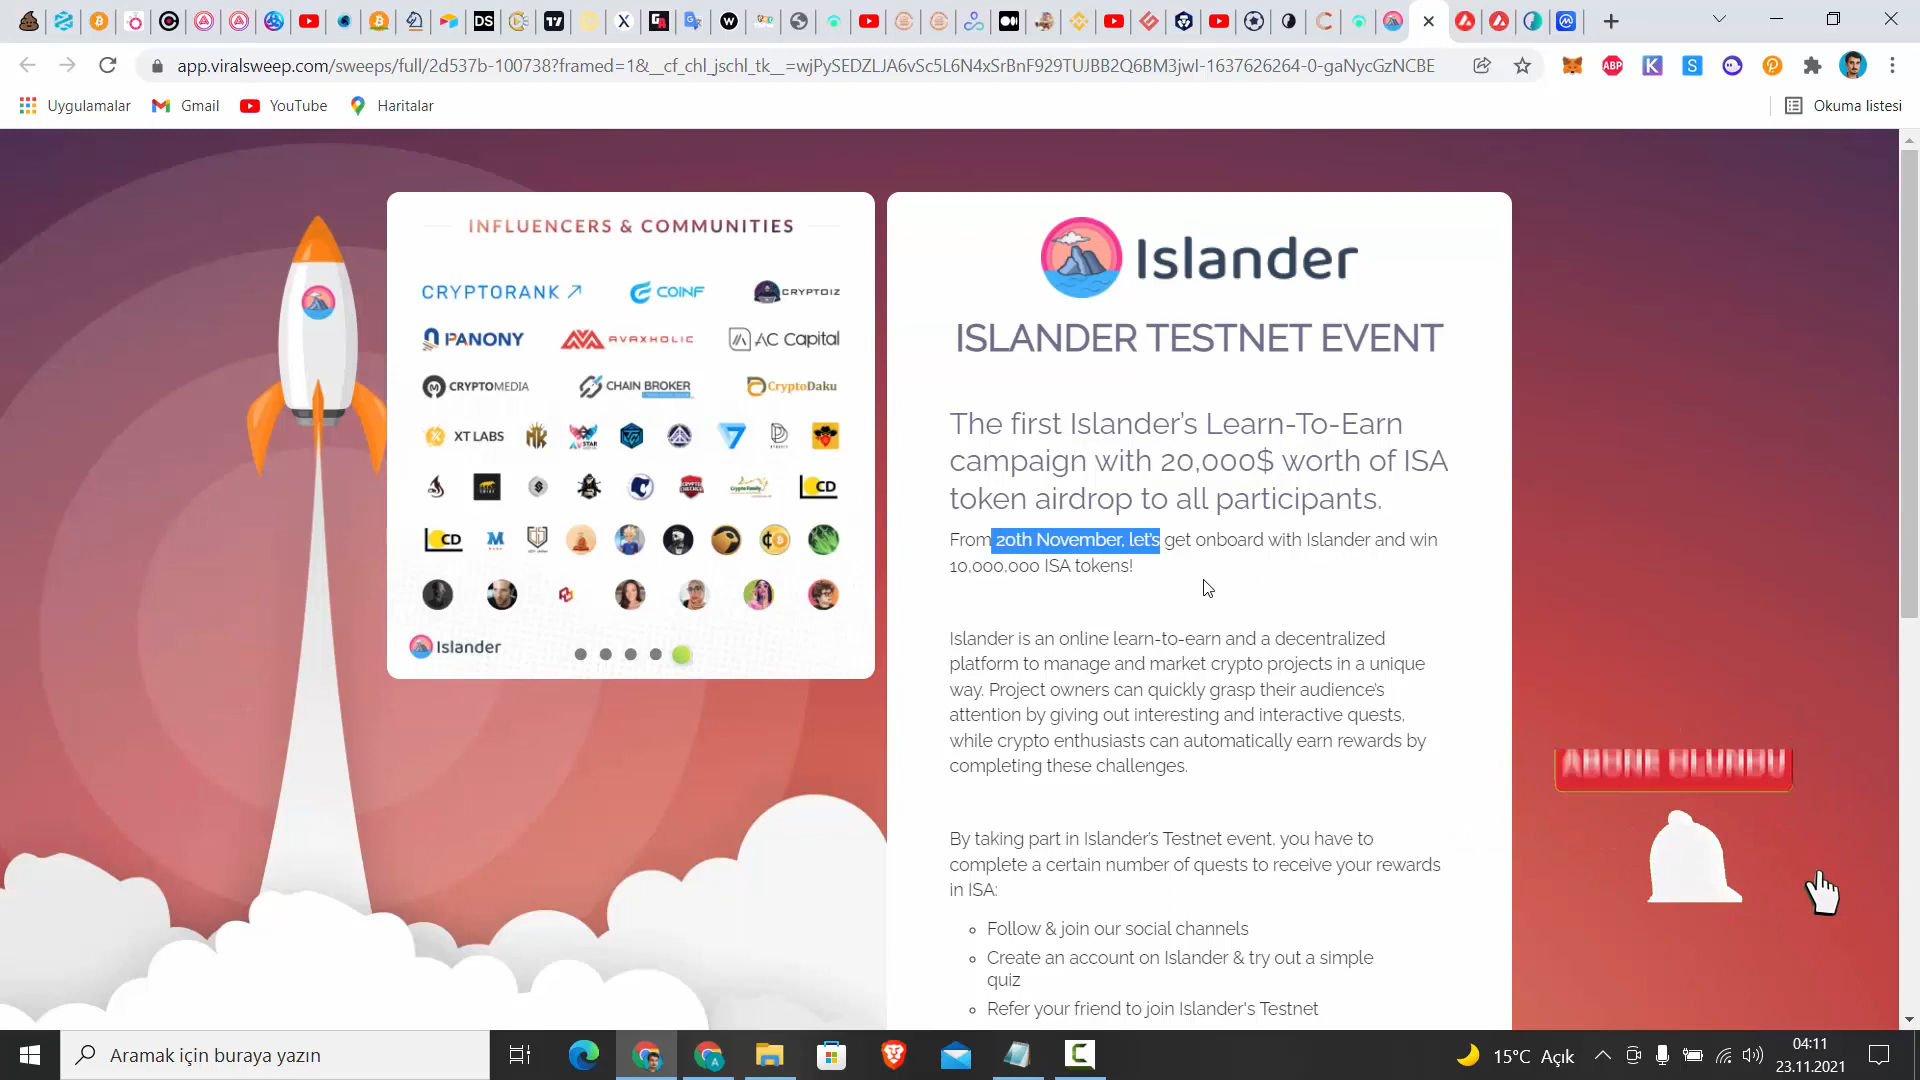 app.viralsweep.com/sweeps/full/2d537b-100738?framed=1&__cf_chl_jschl_tk__=wjPySEDZLJA6vSc5L6N4xSrBnF929TUJBB2Q6BM3jwI-1637626264-0-gaNycGzNCBE
Uygulamalar Gmail YouTube Haritalar Okuma listesi
INFLUENCERS & COMMUNITIES
CRYPTORANK COINF CRYPTOIZ
PANONY AVAXHOLIC AC Capital
CRYPTOMEDIA CHAIN BROKER CryptoDaku
XT LABS
LCD
LCD
Islander
Islander
ISLANDER TESTNET EVENT
The first Islander’s Learn-To-Earn
campaign with 20,000$ worth of ISA
token airdrop to all participants.
From 20th November, let’s get onboard with Islander and win
10,000,000 ISA tokens!
Islander is an online learn-to-earn and a decentralized
platform to manage and market crypto projects in a unique
way. Project owners can quickly grasp their audience’s
attention by giving out interesting and interactive quests,
while crypto enthusiasts can automatically earn rewards by
completing these challenges.
By taking part in Islander’s Testnet event, you have to
complete a certain number of quests to receive your rewards
in ISA:
Follow & join our social channels
Create an account on Islander & try out a simple
quiz
Refer your friend to join Islander's Testnet
ABONE OLUNDU
Aramak için buraya yazın
15°C Açık
04:11
23.11.2021